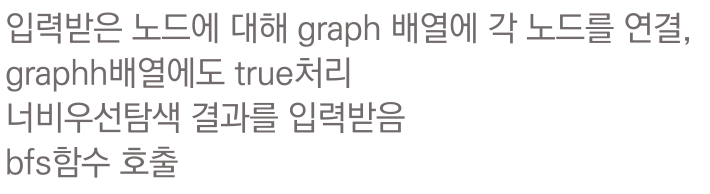 입력받은 노드에 대해 graph 배열에 각 노드를 연결,
graphh배열에도 true처리
너비우선탐색 결과를 입력받음
bfs함수 호출